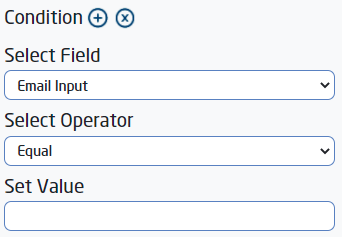 Condition
Select Field
Email Input
Select Operator
Equal
Set Value